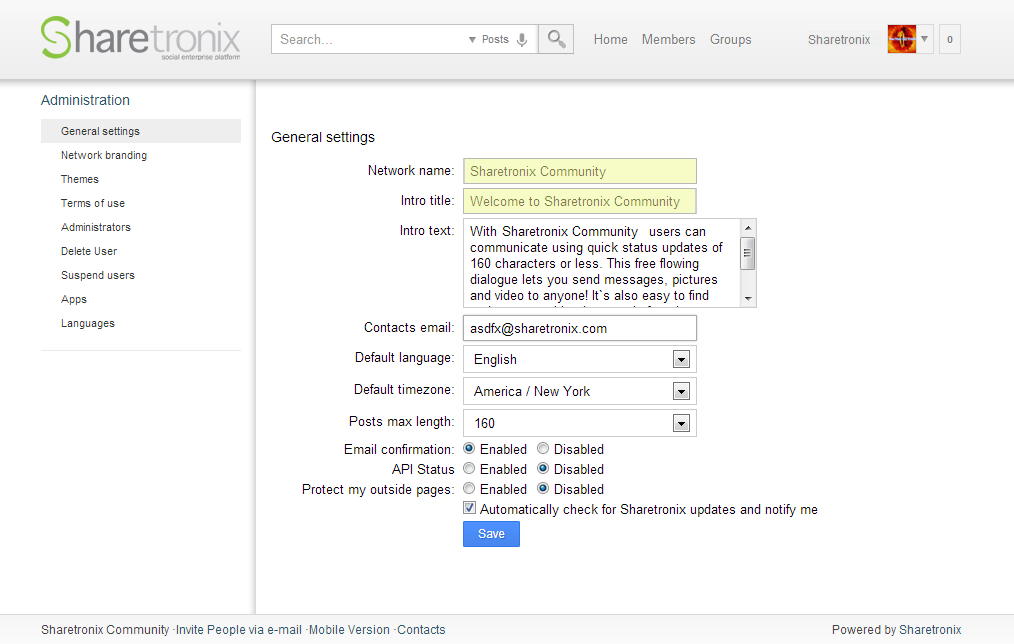 Sharetronix
social enterprise platform
Search... Posts
Home Members Groups
Sharetronix 0
Administration
General settings
Network branding
Themes
Terms of use
Administrators
Delete User
Suspend users
Apps
Languages
General settings
Network name: Sharetronix Community
Intro title: Welcome to Sharetronix Community
Intro text: With Sharetronix Community users can
communicate using quick status updates of
160 characters or less. This free flowing
dialogue lets you send messages, pictures
and video to anyone! It`s also easy to find
Contacts email: asdfx@sharetronix.com
Default language: English
Default timezone: America / New York
Posts max length: 160
Email confirmation: Enabled Disabled
API Status Enabled Disabled
Protect my outside pages: Enabled Disabled
Automatically check for Sharetronix updates and notify me
Save
Sharetronix Community ·Invite People via e-mail ·Mobile Version ·Contacts
Powered by Sharetronix